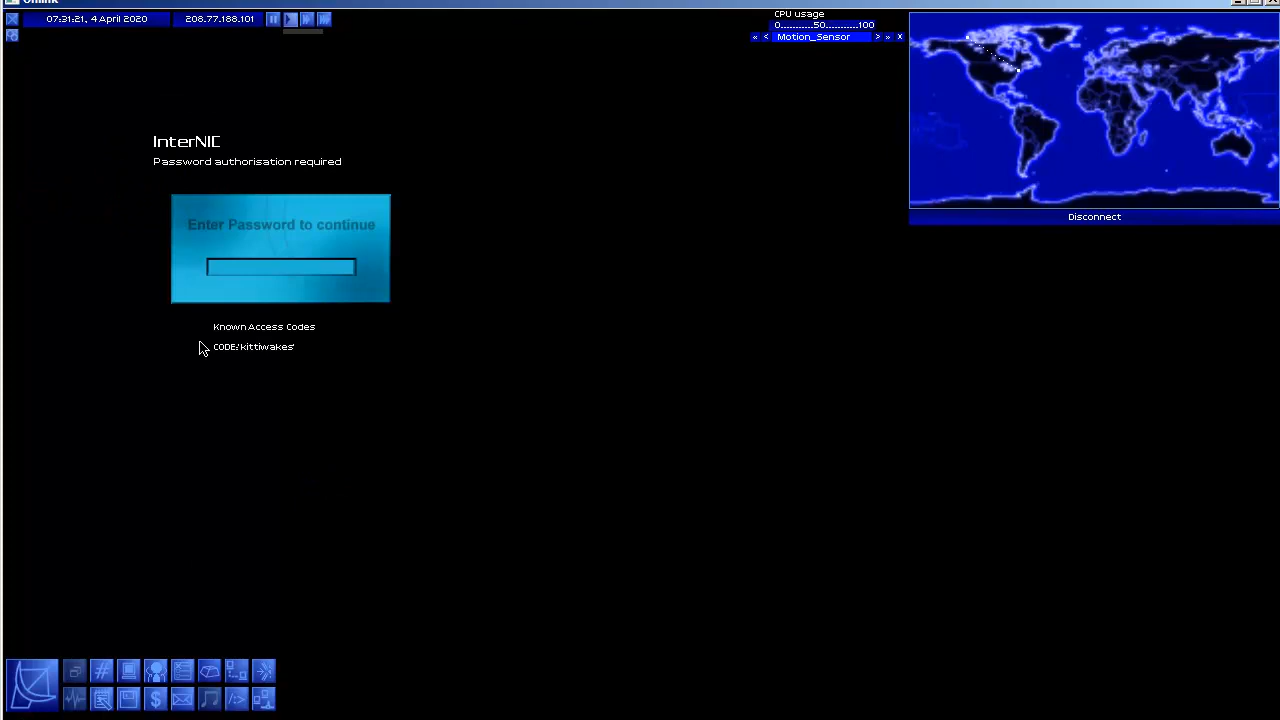 Onlink
07:31:21, 4 April 2020
208.77.188.101
CPU usage
0...........50...........100
« < Motion_Sensor > » x
InterNIC
Password authorisation required
Enter Password to continue
Known Access Codes
CODE:'kittiwakes'
Disconnect